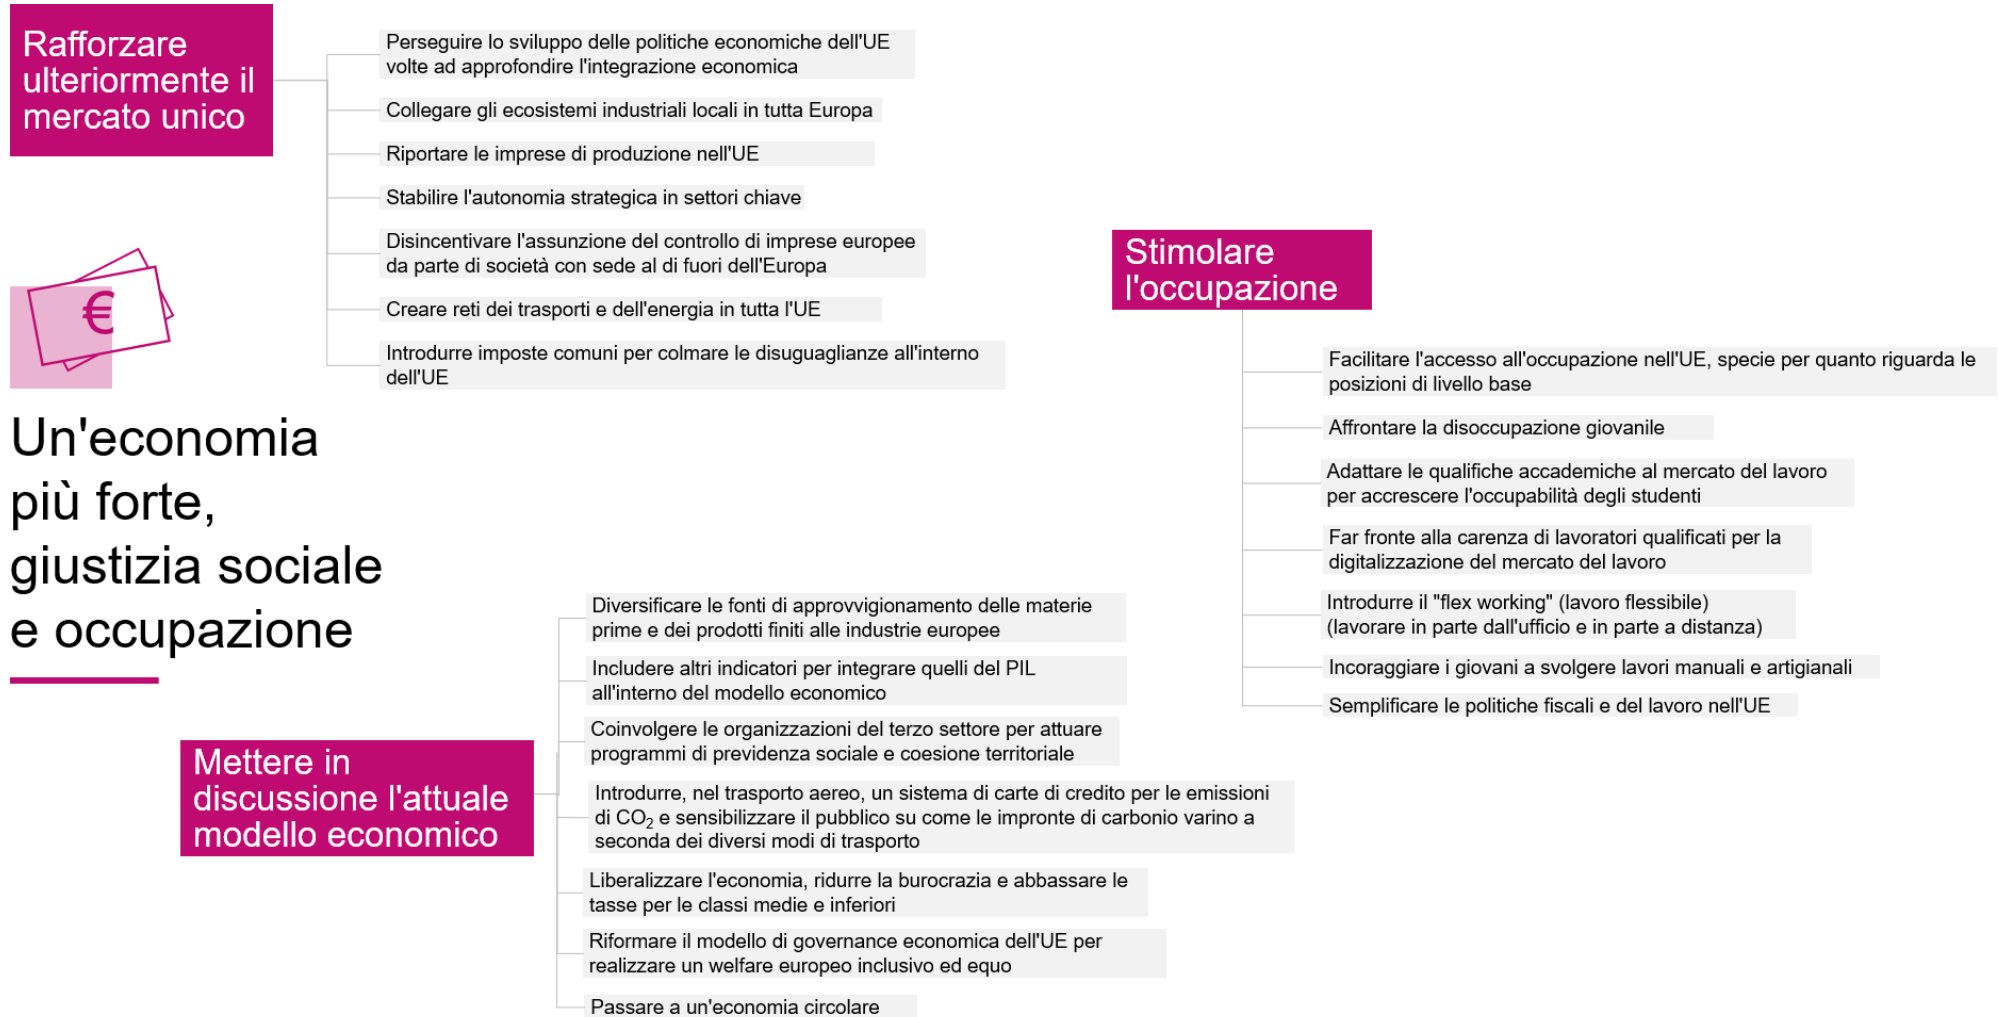 Rafforzare
ulteriormente il
mercato unico
Perseguire lo sviluppo delle politiche economiche dell'UE
volte ad approfondire l'integrazione economica
Collegare gli ecosistemi industriali locali in tutta Europa
Riportare le imprese di produzione nell'UE
Stabilire l'autonomia strategica in settori chiave
Disincentivare l'assunzione del controllo di imprese europee
da parte di società con sede al di fuori dell'Europa
Creare reti dei trasporti e dell'energia in tutta l'UE
Introdurre imposte comuni per colmare le disuguaglianze all'interno
dell'UE
€
Un'economia
più forte,
giustizia sociale
e occupazione
Stimolare
l'occupazione
Facilitare l'accesso all'occupazione nell'UE, specie per quanto riguarda le
posizioni di livello base
Affrontare la disoccupazione giovanile
Adattare le qualifiche accademiche al mercato del lavoro
per accrescere l'occupabilità degli studenti
Far fronte alla carenza di lavoratori qualificati per la
digitalizzazione del mercato del lavoro
Introdurre il "flex working" (lavoro flessibile)
(lavorare in parte dall'ufficio e in parte a distanza)
Incoraggiare i giovani a svolgere lavori manuali e artigianali
Semplificare le politiche fiscali e del lavoro nell'UE
Mettere in
discussione l'attuale
modello economico
Diversificare le fonti di approvvigionamento delle materie
prime e dei prodotti finiti alle industrie europee
Includere altri indicatori per integrare quelli del PIL
all'interno del modello economico
Coinvolgere le organizzazioni del terzo settore per attuare
programmi di previdenza sociale e coesione territoriale
Introdurre, nel trasporto aereo, un sistema di carte di credito per le emissioni
di CO₂ e sensibilizzare il pubblico su come le impronte di carbonio varino a
seconda dei diversi modi di trasporto
Liberalizzare l'economia, ridurre la burocrazia e abbassare le
tasse per le classi medie e inferiori
Riformare il modello di governance economica dell'UE per
realizzare un welfare europeo inclusivo ed equo
Passare a un'economia circolare